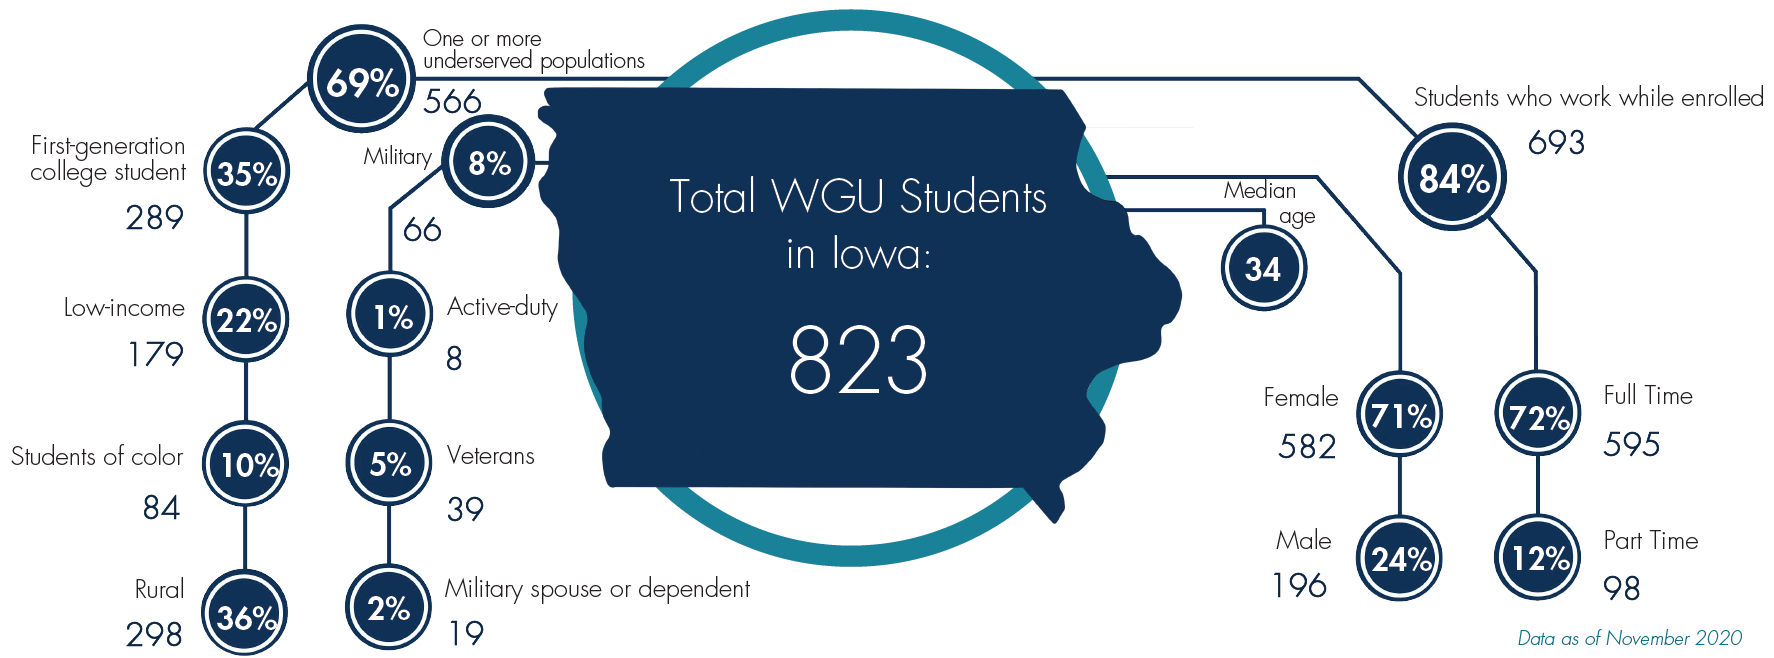 One or more
underserved populations
69%
566
First-generation
college student
35%
289
Low-income
22%
179
Students of color
10%
84
Rural
36%
298
Military
8%
66
1%
Active-duty
8
5%
Veterans
39
2%
Military spouse or dependent
19
Total WGU Students
in Iowa:
823
Median
age
34
Female
71%
582
Male
24%
196
Students who work while enrolled
693
84%
72%
Full Time
595
12%
Part Time
98
Data as of November 2020